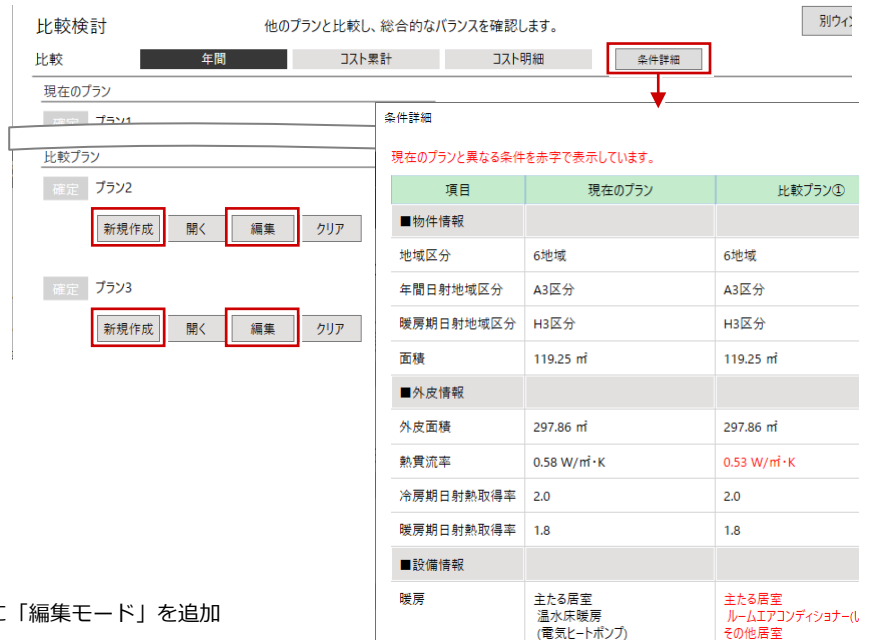 比較検討
他のプランと比較し、総合的なバランスを確認します。
別ウィ
比較
年間
コスト累計
コスト明細
条件詳細
現在のプラン
プラン1
比較プラン
確定 プラン2
新規作成 開く 編集 クリア
確定 プラン3
新規作成 開く 編集 クリア
条件詳細
現在のプランと異なる条件を赤字で表示しています。
項目 現在のプラン 比較プラン①
■物件情報
地域区分 6地域 6地域
年間日射地域区分 A3区分 A3区分
暖房期日射地域区分 H3区分 H3区分
面積 119.25 ㎡ 119.25 ㎡
■外皮情報
外皮面積 297.86 ㎡ 297.86 ㎡
熱貫流率 0.58 W/㎡・K 0.53 W/㎡・K
冷房期日射熱取得率 2.0 2.0
暖房期日射熱取得率 1.8 1.8
■設備情報
暖房 主たる居室 主たる居室
温水床暖房 ルームエアコンディショナー(
(電気ヒートポンプ) その他居室
に「編集モード」を追加